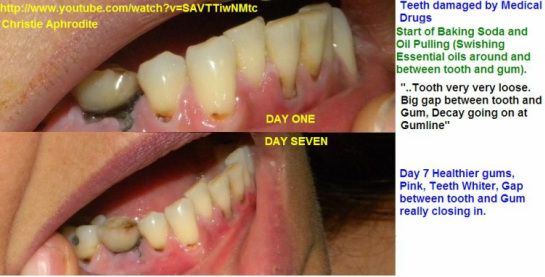 http://www.youtube.com/watch?v=SAVTTiwNMtc
Christie Aphrodite
DAY ONE
DAY SEVEN
Teeth damaged by Medical
Drugs
Start of Baking Soda and
Oil Pulling (Swishing
Essential oils around and
between tooth and gum).
"..Tooth very very loose.
Big gap between tooth and
Gum, Decay going on at
Gumline"
Day 7 Healthier gums,
Pink, Teeth Whiter, Gap
between tooth and Gum
really closing in.